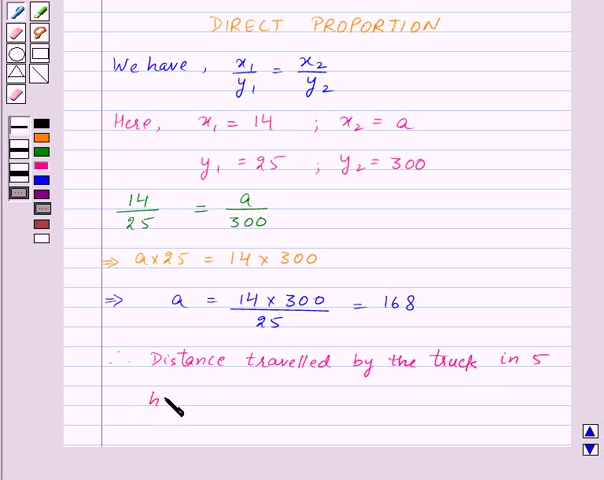 DIRECT PROPORTION
We have, x₁/y₁ = x₂/y₂
Here, x₁ = 14 ; x₂ = a
y₁ = 25 ; y₂ = 300
14/25 = a/300
⇒ a × 25 = 14 × 300
⇒ a = 14 × 300/25 = 168
∴ Distance travelled by the truck in 5
h